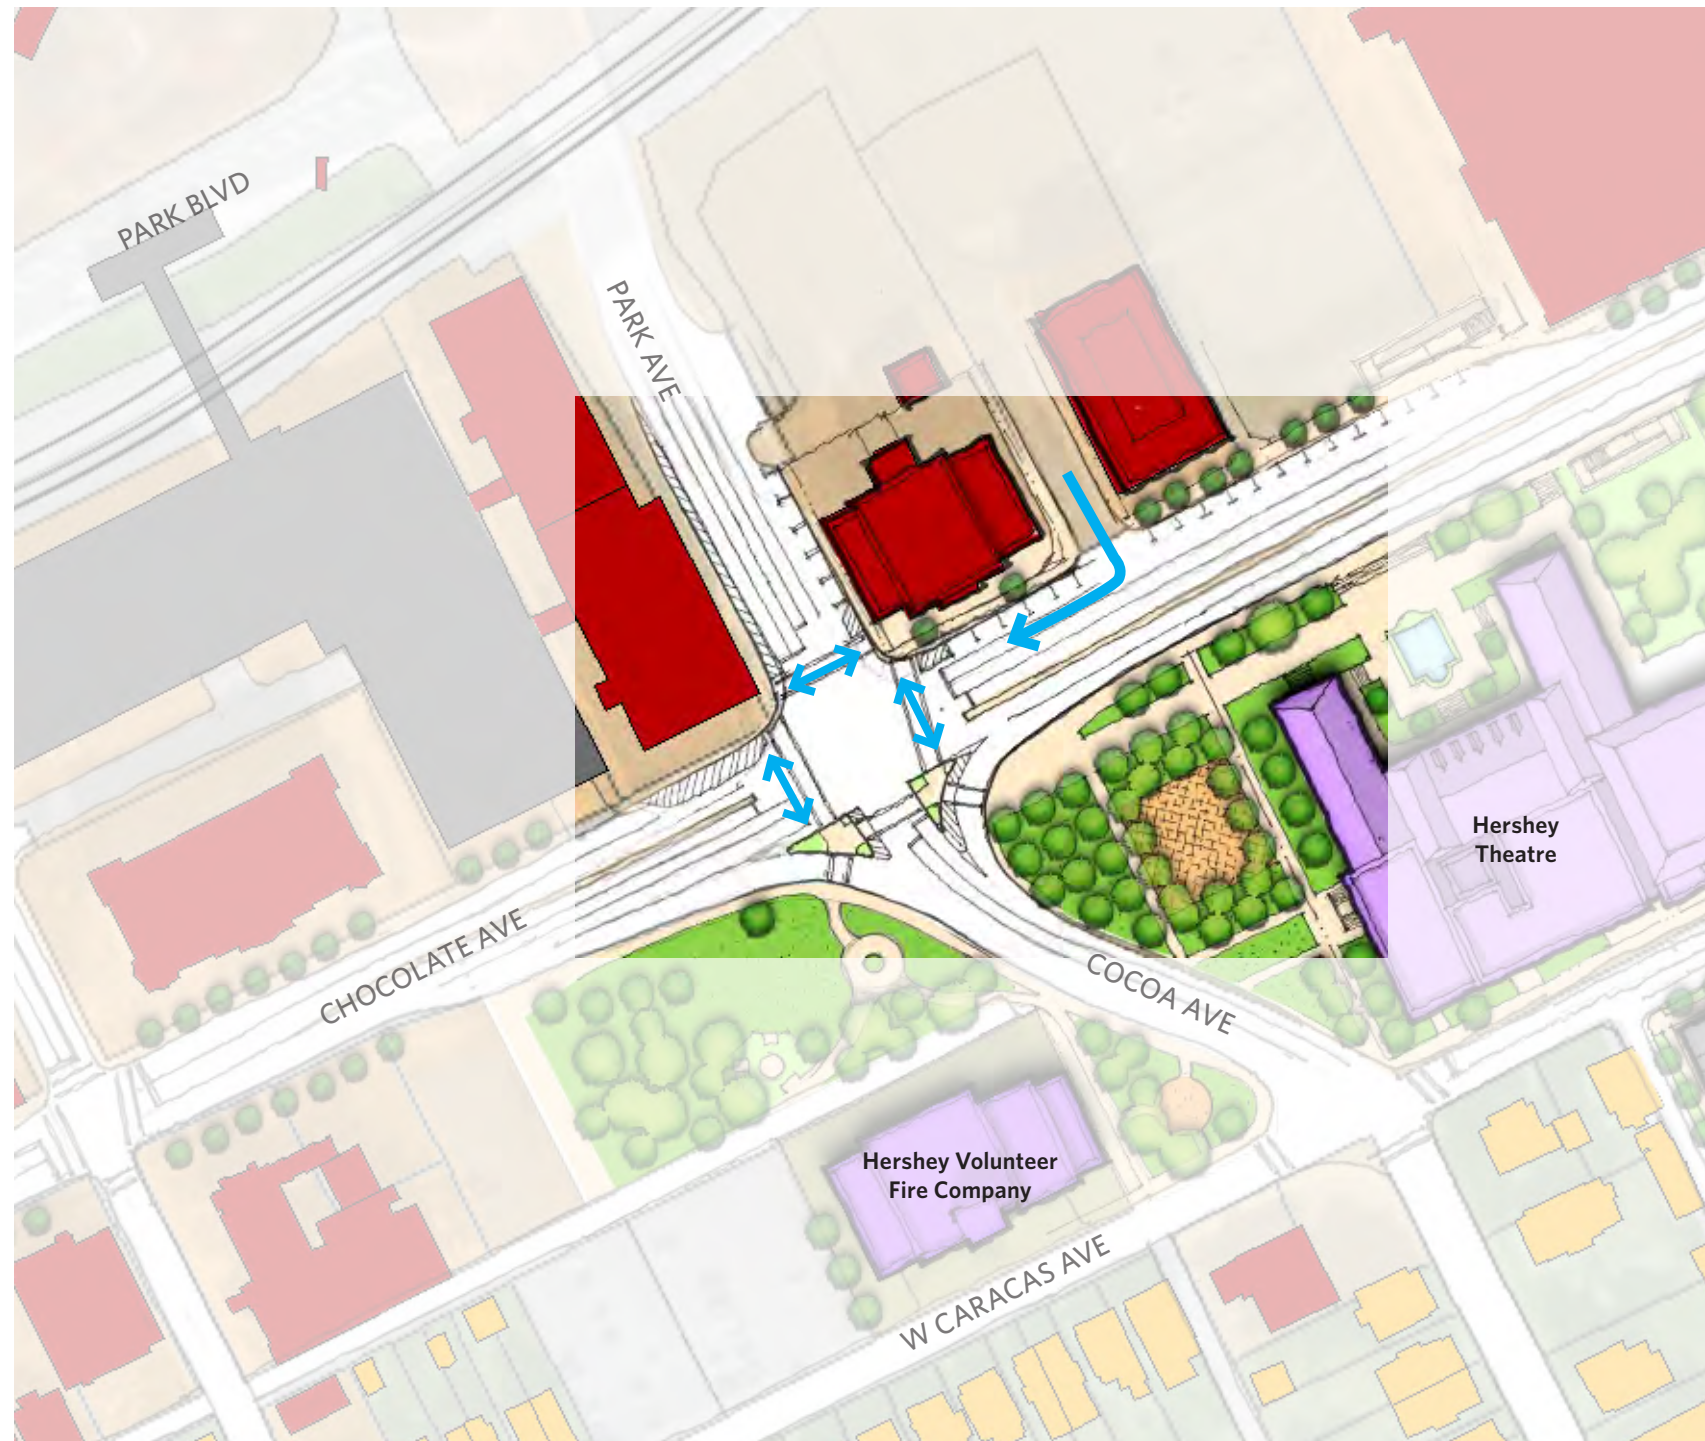 PARK BLVD
PARK AVE
Hershey
Theatre
CHOCOLATE AVE
COCOA AVE
Hershey Volunteer
Fire Company
W CARACAS AVE